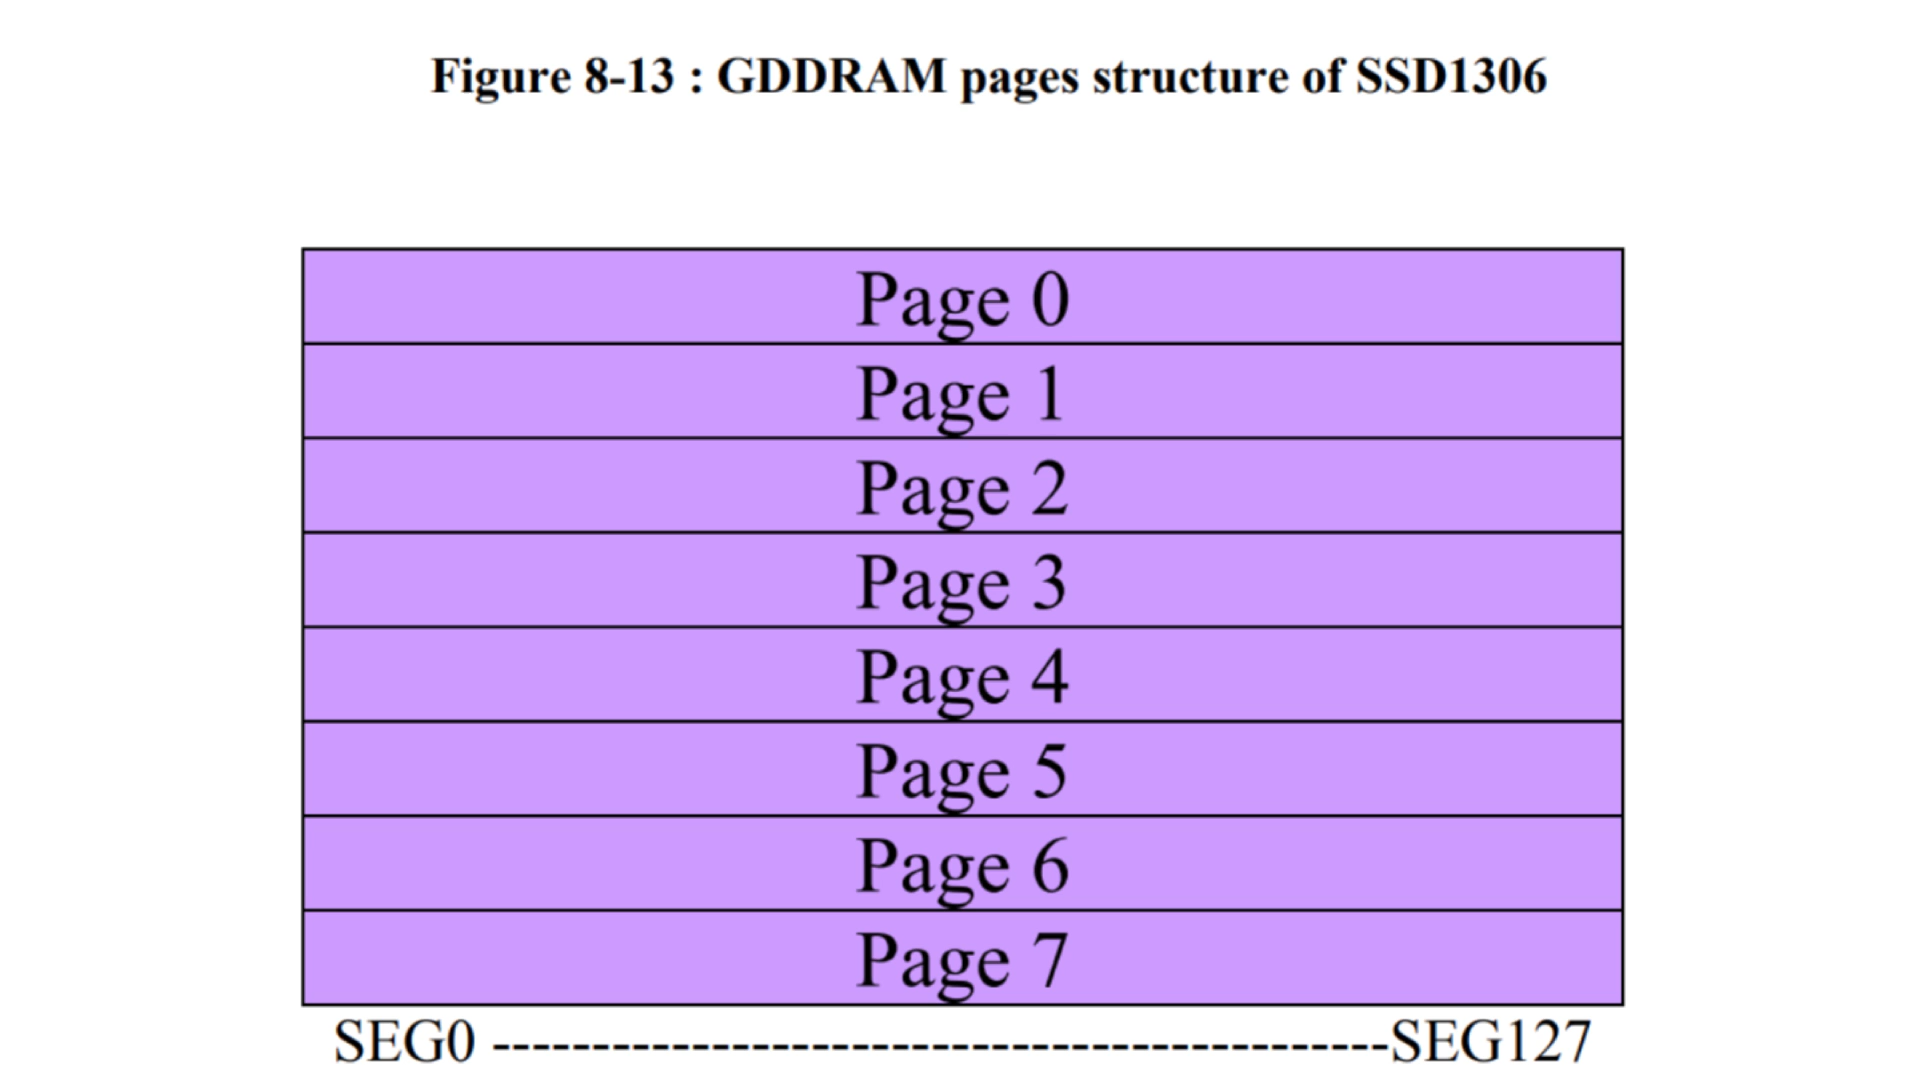 Figure 8-13 : GDDRAM pages structure of SSD1306
Page 0
Page 1
Page 2
Page 3
Page 4
Page 5
Page 6
Page 7
SEG0 ---------------------------------------------SEG127